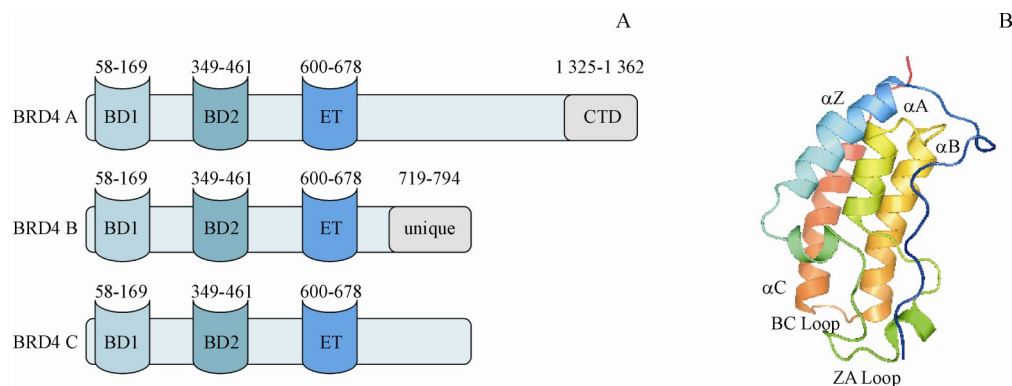 A
58-169 349-461 600-678 1 325-1 362
BRD4 A BD1 BD2 ET CTD
58-169 349-461 600-678 719-794
BRD4 B BD1 BD2 ET unique
58-169 349-461 600-678
BRD4 C BD1 BD2 ET
B
αZ αA
αB
αC
BC Loop
ZA Loop